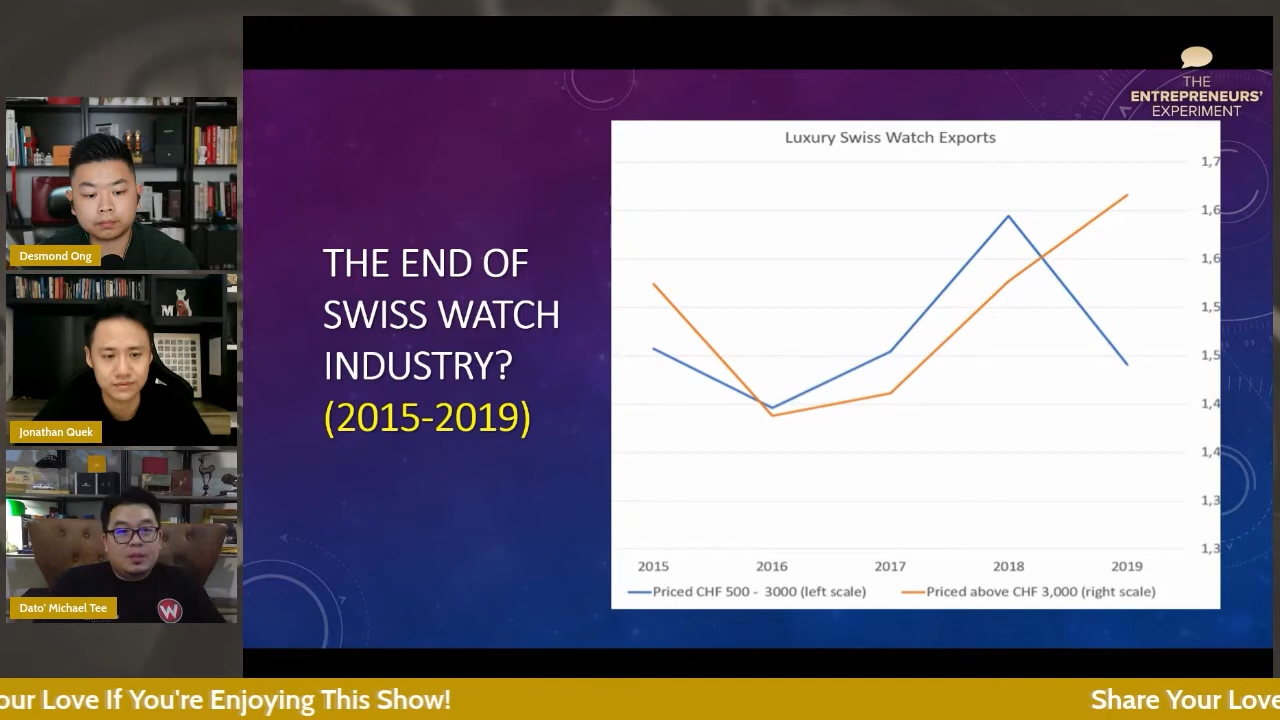 THE
ENTREPRENEURS'
EXPERIMENT
Desmond Ong
M
Jonathan Quek
W
Dato' Michael Tee
THE END OF
SWISS WATCH
INDUSTRY?
(2015-2019)
Luxury Swiss Watch Exports
1,7
1,6
1,6
1,5
1,5
1,4
1,4
1,3
1,3
2015 2016 2017 2018 2019
Priced CHF 500 - 3000 (left scale) Priced above CHF 3,000 (right scale)
our Love If You're Enjoying This Show! Share Your Love